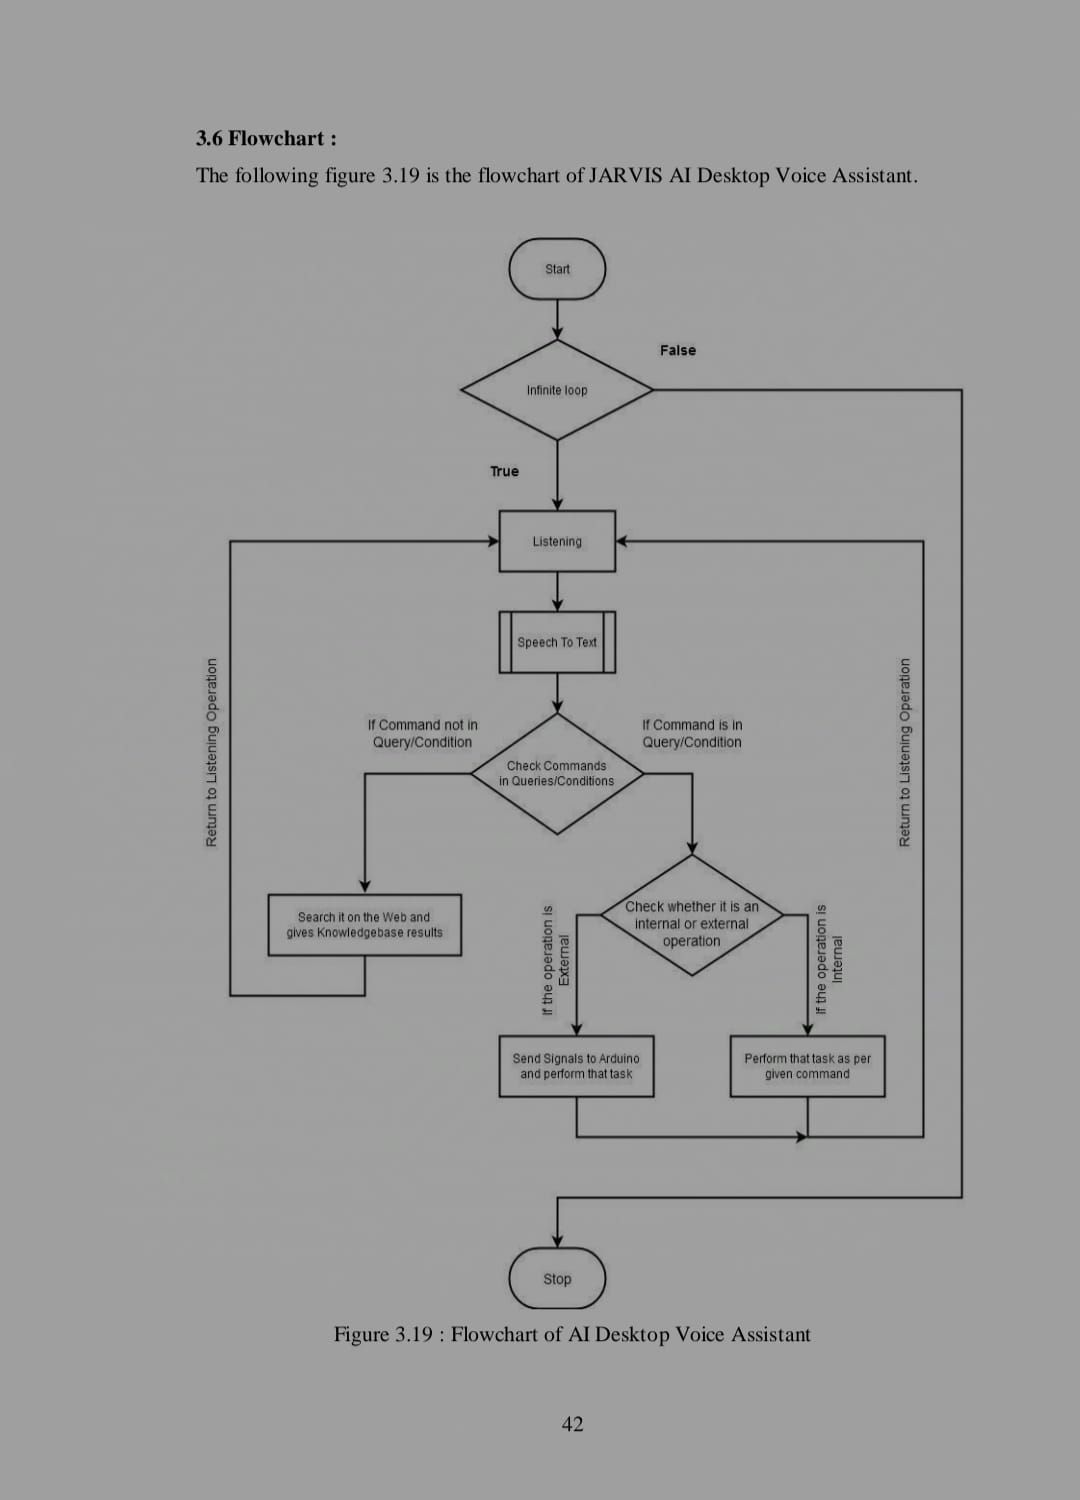 3.6 Flowchart :
The following figure 3.19 is the flowchart of JARVIS AI Desktop Voice Assistant.
Start
False
Infinite loop
True
Listening
Speech To Text
If Command not in
Query/Condition
If Command is in
Query/Condition
Check Commands
in Queries/Conditions
Return to Listening Operation
Return to Listening Operation
Search it on the Web and
gives Knowledgebase results
Check whether it is an
internal or external
operation
If the operation is
External
If the operation is
Internal
Send Signals to Arduino
and perform that task
Perform that task as per
given command
Stop
Figure 3.19 : Flowchart of AI Desktop Voice Assistant
42